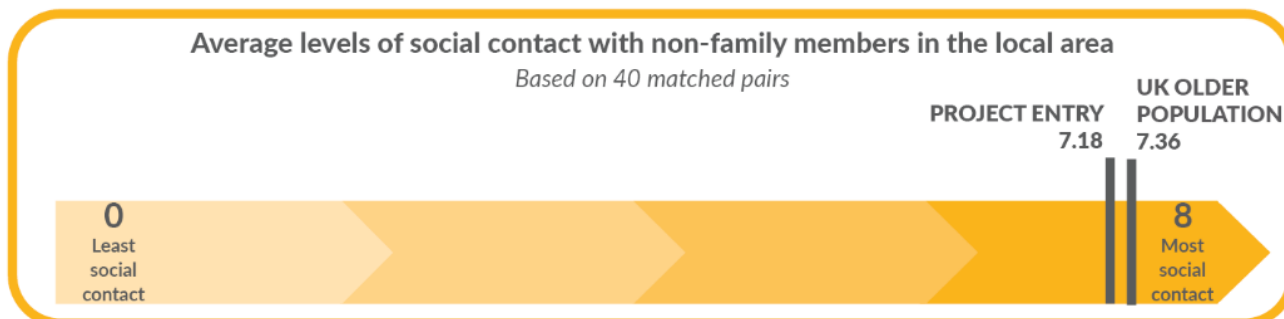 Average levels of social contact with non-family members in the local area
Based on 40 matched pairs
PROJECT ENTRY
7.18
UK OLDER
POPULATION
7.36
0
Least
social
contact
8
Most
social
contact